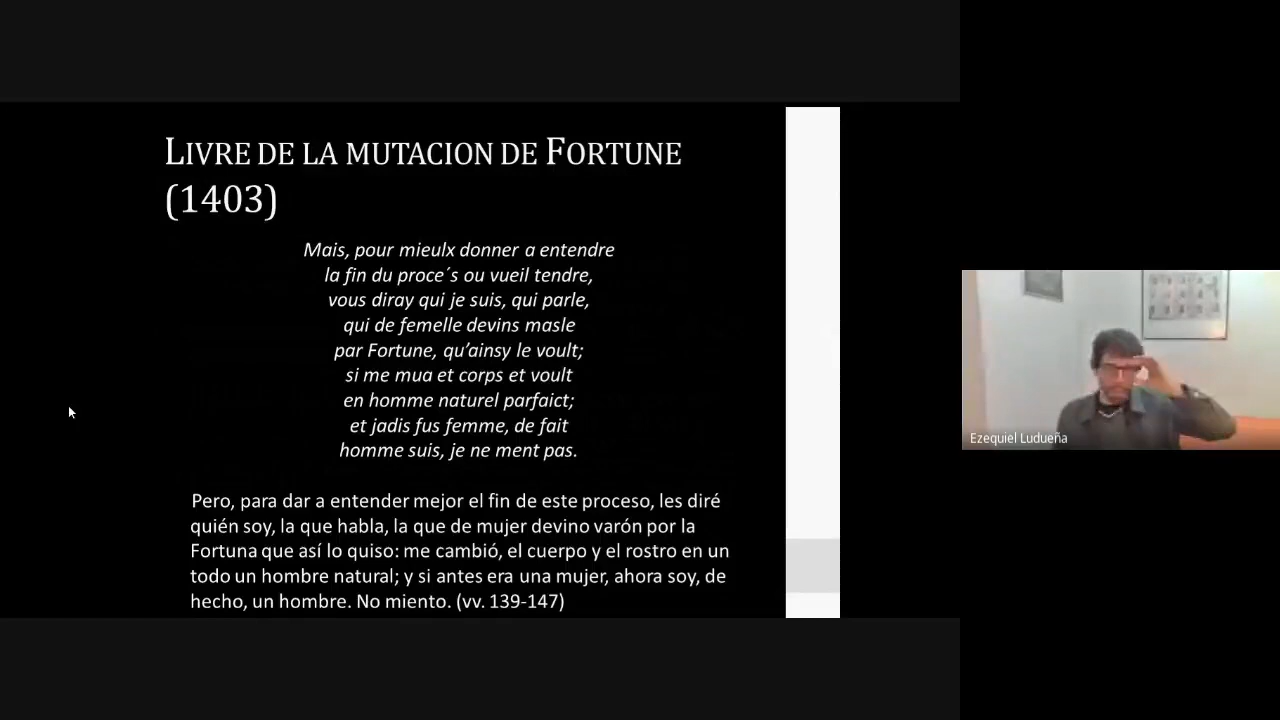 LIVRE DE LA MUTACION DE FORTUNE
(1403)
Mais, pour mieulx donner a entendre
la fin du proce´s ou vueil tendre,
vous diray qui je suis, qui parle,
qui de femelle devins masle
par Fortune, qu’ainsy le voult;
si me mua et corps et voult
en homme naturel parfaict;
et jadis fus femme, de fait
homme suis, je ne ment pas.
Pero, para dar a entender mejor el fin de este proceso, les diré
quién soy, la que habla, la que de mujer devino varón por la
Fortuna que así lo quiso: me cambió, el cuerpo y el rostro en un
todo un hombre natural; y si antes era una mujer, ahora soy, de
hecho, un hombre. No miento. (vv. 139-147)
Ezequiel Ludueña